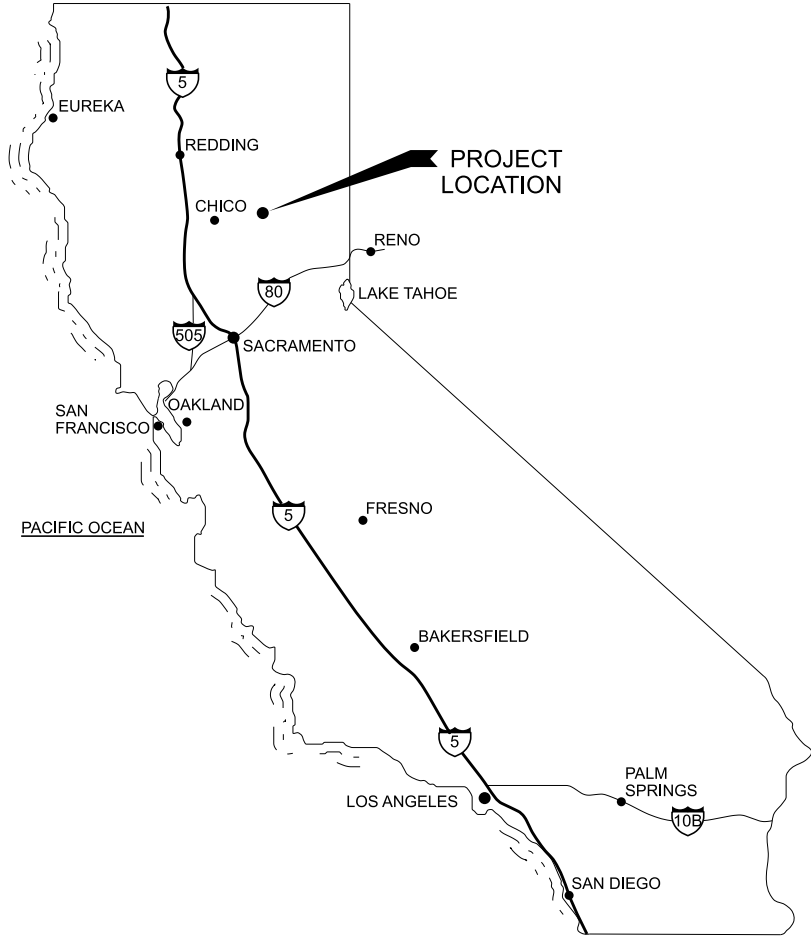 5
EUREKA
REDDING
PROJECT
LOCATION
CHICO
RENO
80
LAKE TAHOE
505
SACRAMENTO
OAKLAND
SAN
FRANCISCO
5
FRESNO
PACIFIC OCEAN
BAKERSFIELD
5
PALM
SPRINGS
LOS ANGELES
10B
SAN DIEGO